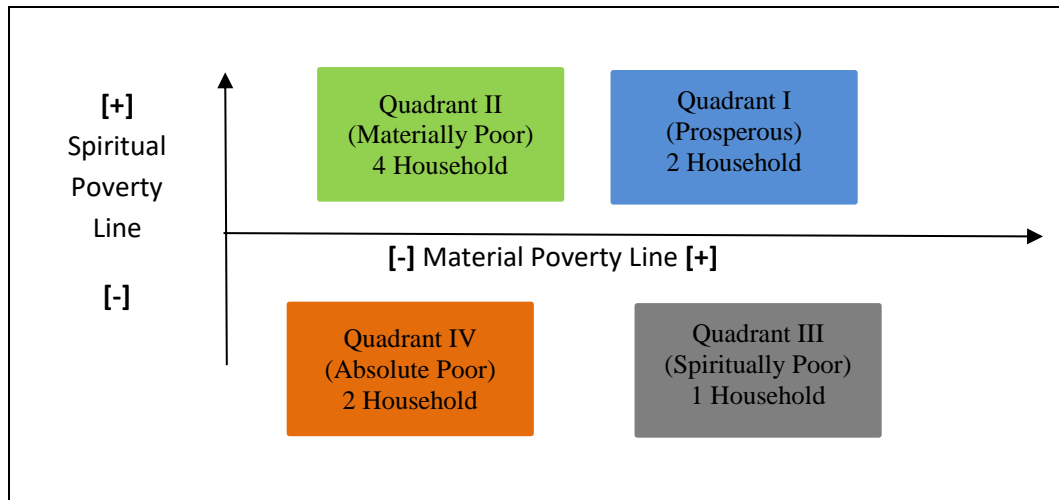 [+]
Spiritual
Poverty
Line
[-]
Quadrant II
(Materially Poor)
4 Household
Quadrant I
(Prosperous)
2 Household
[-] Material Poverty Line [+]
Quadrant IV
(Absolute Poor)
2 Household
Quadrant III
(Spiritually Poor)
1 Household